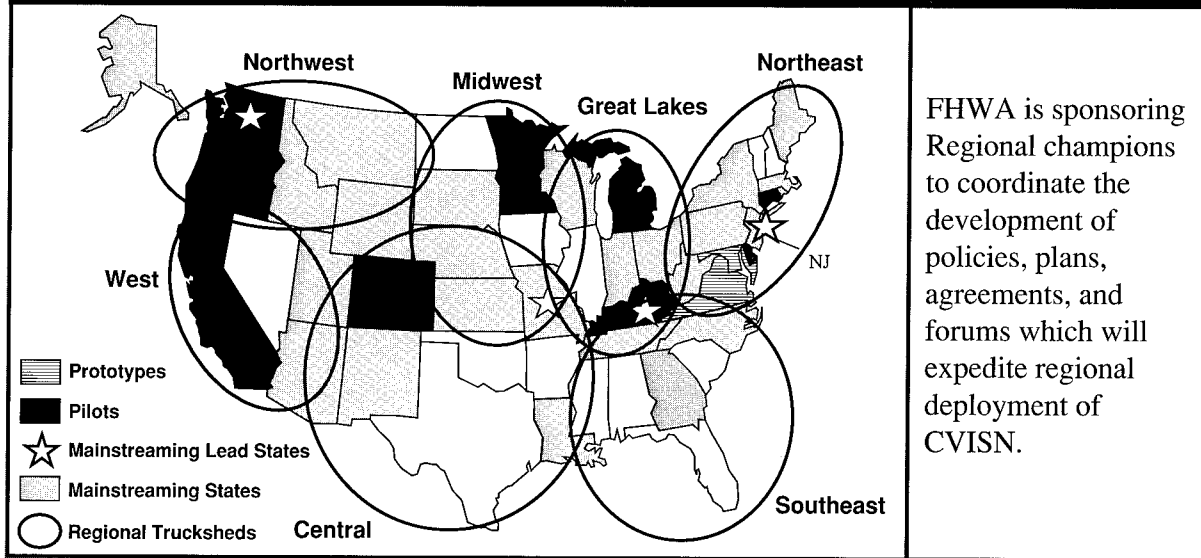 Northwest
Midwest
Great Lakes
Northeast
West
NJ
Prototypes
Pilots
Mainstreaming Lead States
Mainstreaming States
Regional Trucksheds
Central
Southeast
FHWA is sponsoring
Regional champions
to coordinate the
development of
policies, plans,
agreements, and
forums which will
expedite regional
deployment of
CVISN.